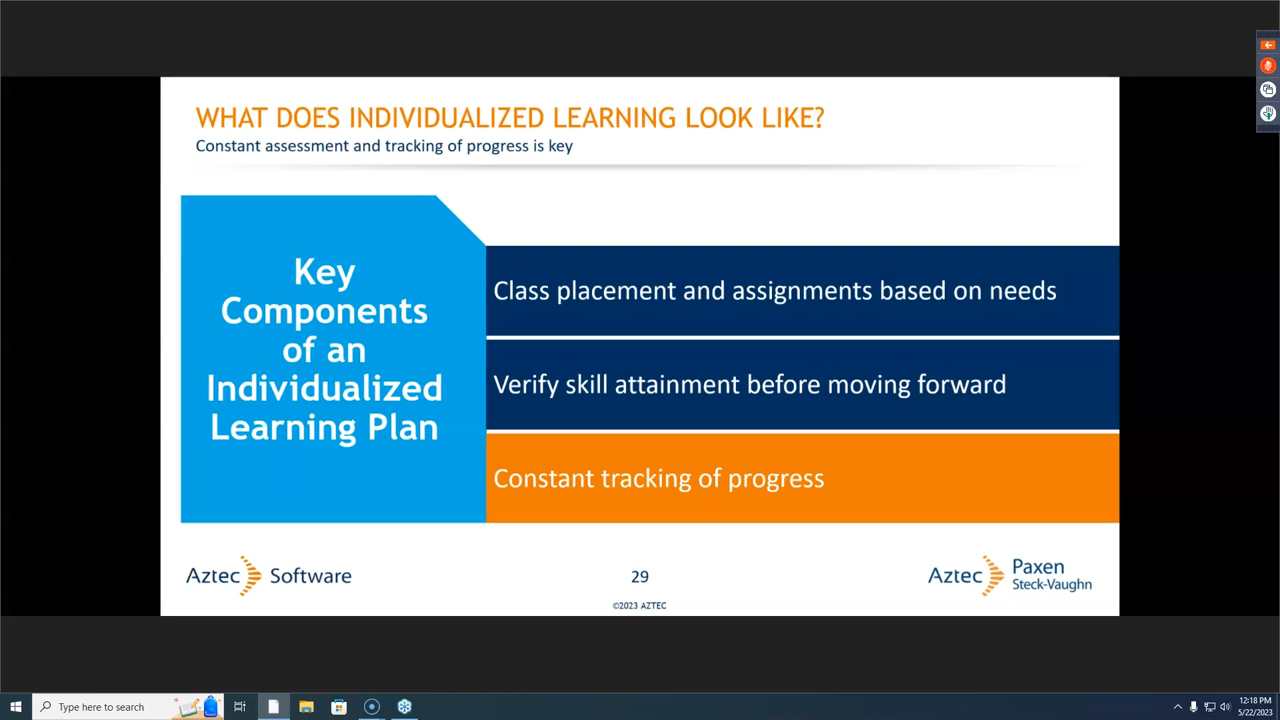 WHAT DOES INDIVIDUALIZED LEARNING LOOK LIKE?
Constant assessment and tracking of progress is key
Key
Components
of an
Individualized
Learning Plan
Class placement and assignments based on needs
Verify skill attainment before moving forward
Constant tracking of progress
Aztec Software
29
©2023 AZTEC
Aztec Paxen
Steck-Vaughn
Type here to search
12:18 PM
5/22/2023